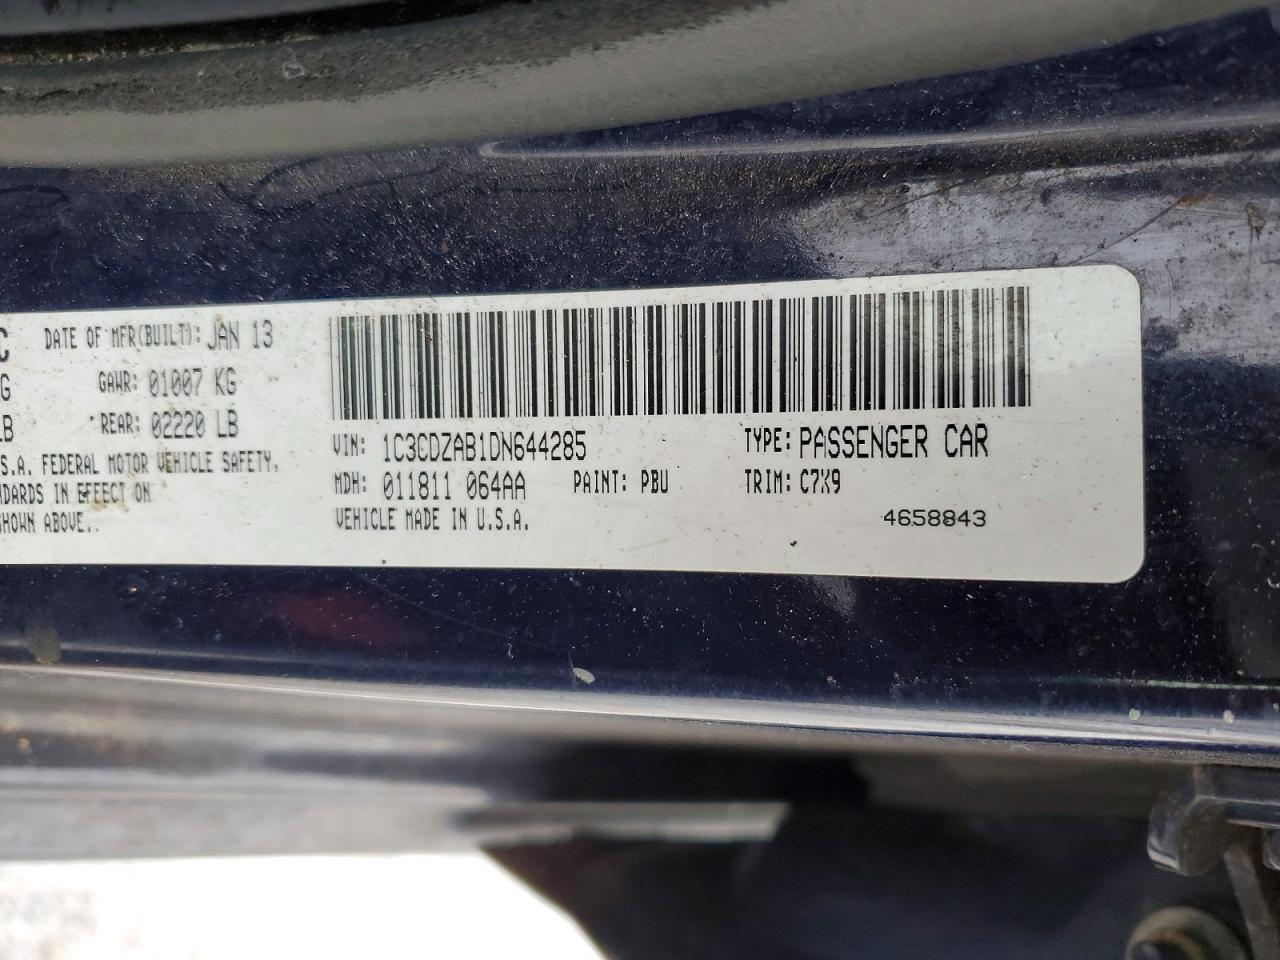 C DATE OF MFR(BUILT): JAN 13
G GAWR: 01007 KG
LB REAR: 02220 LB
VIN: 1C3CDZAB1DN644285 TYPE: PASSENGER CAR
S.A. FEDERAL MOTOR VEHICLE SAFETY,
MDH: 011811 064AA PAINT: PBU TRIM: C7X9
NDARDS IN EFFECT ON
SHOWN ABOVE.
VEHICLE MADE IN U.S.A.
4658843